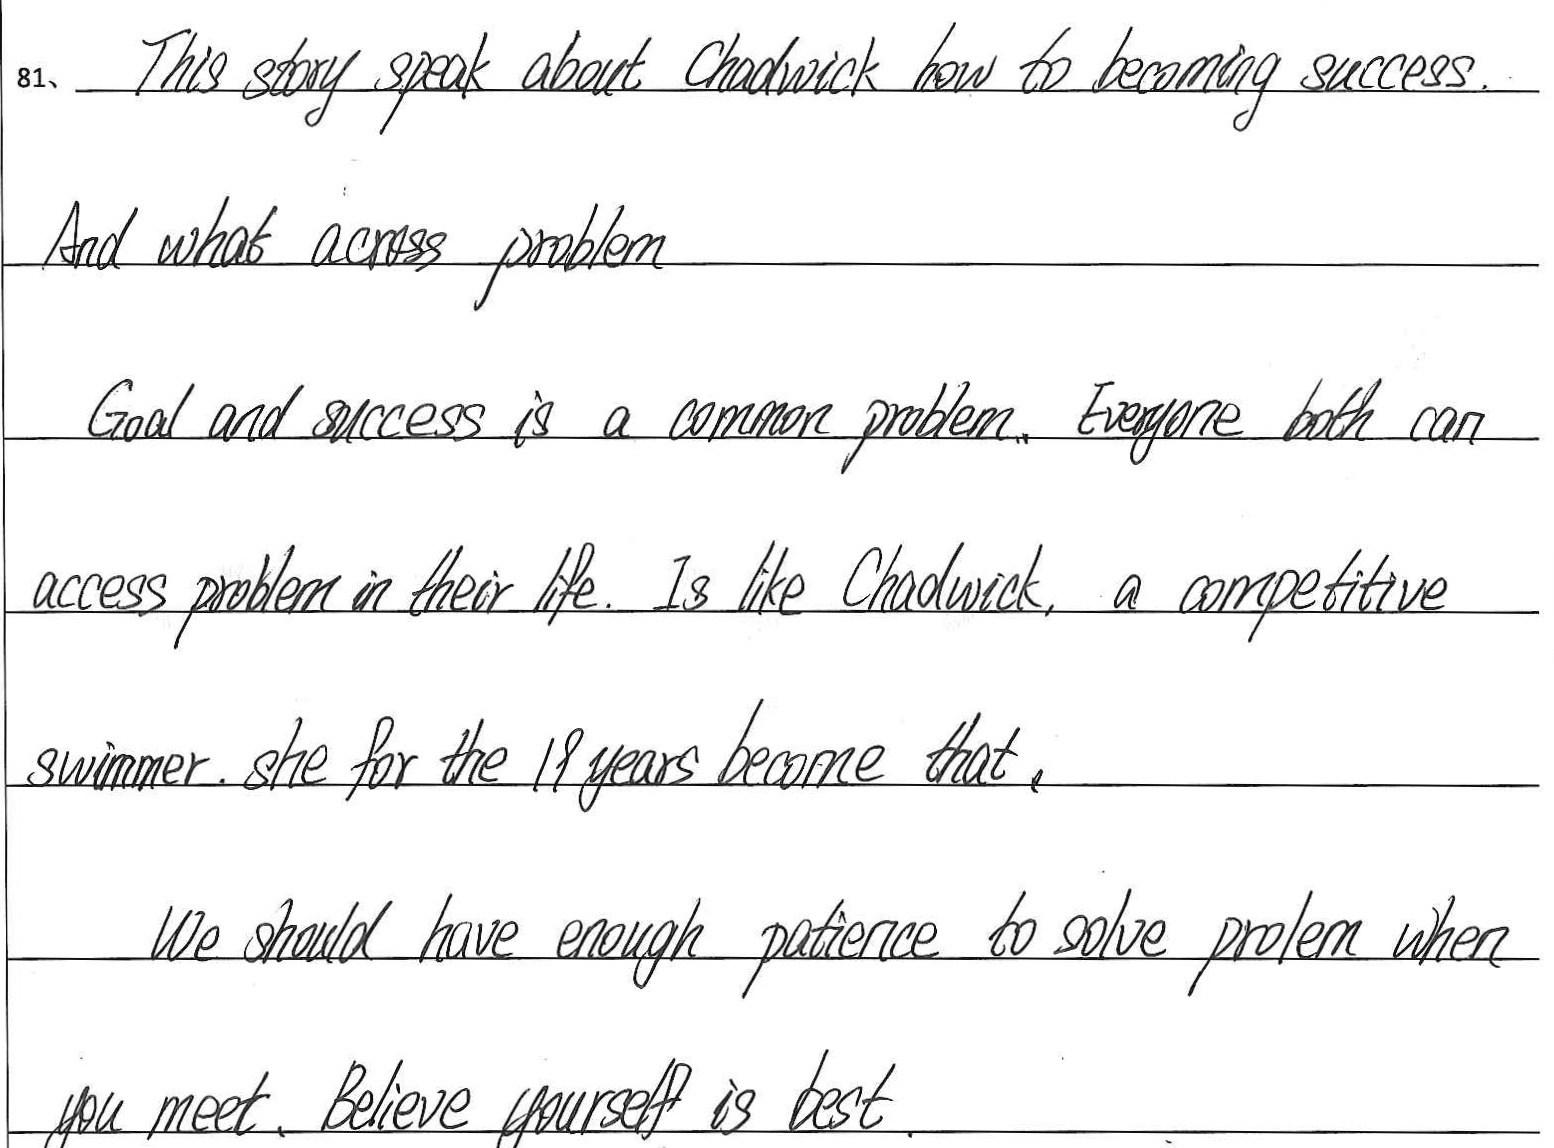 81、 This story speak about Chadwick how to becoming success.
And what across problem
Goal and success is a common problem. Everyone both can
access problem in their life. Is like Chadwick, a competitive
swimmer. she for the 19 years become that.
We should have enough patience to solve prolem when
you meet. Believe yourself is best.